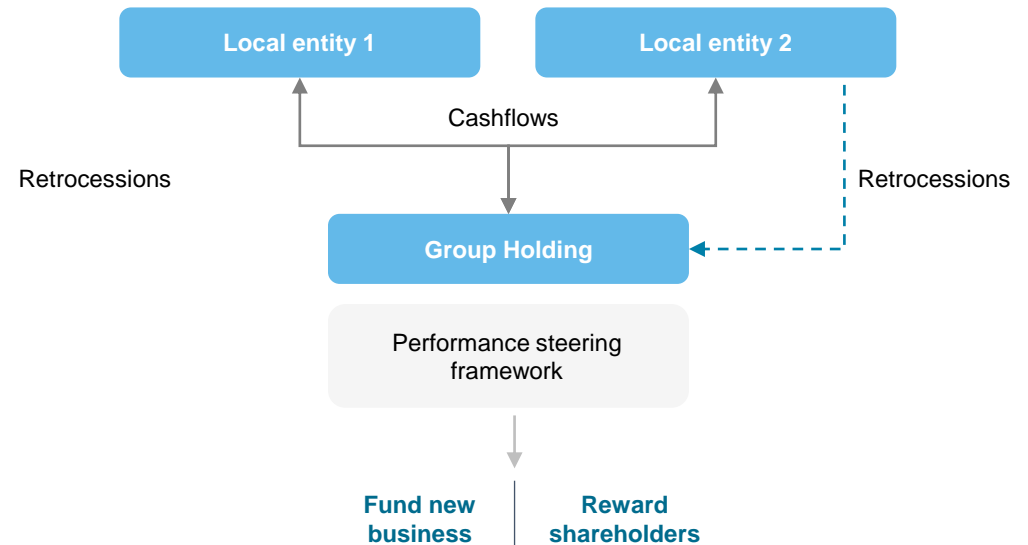 Local entity 1
Local entity 2
Cashflows
Retrocessions
Retrocessions
Group Holding
Performance steering
framework
Fund new
business
Reward
shareholders